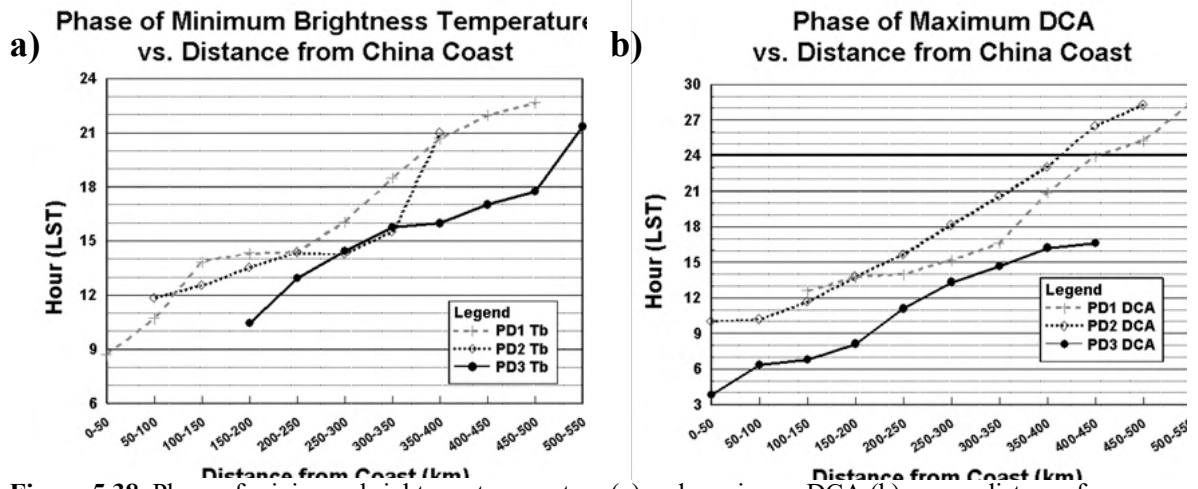 a)
Phase of Minimum Brightness Temperature
vs. Distance from China Coast
24
21
18
15
12
9
6
Hour (LST)
Legend
PD1 Tb
PD2 Tb
PD3 Tb
0-50
50-100
100-150
150-200
200-250
250-300
300-350
350-400
400-450
450-500
500-550
Distance from Coast (km)
b)
Phase of Maximum DCA
vs. Distance from China Coast
30
27
24
21
18
15
12
9
6
3
Hour (LST)
Legend
PD1 DCA
PD2 DCA
PD3 DCA
0-50
50-100
100-150
150-200
200-250
250-300
300-350
350-400
400-450
450-500
500-550
Distance from Coast (km)